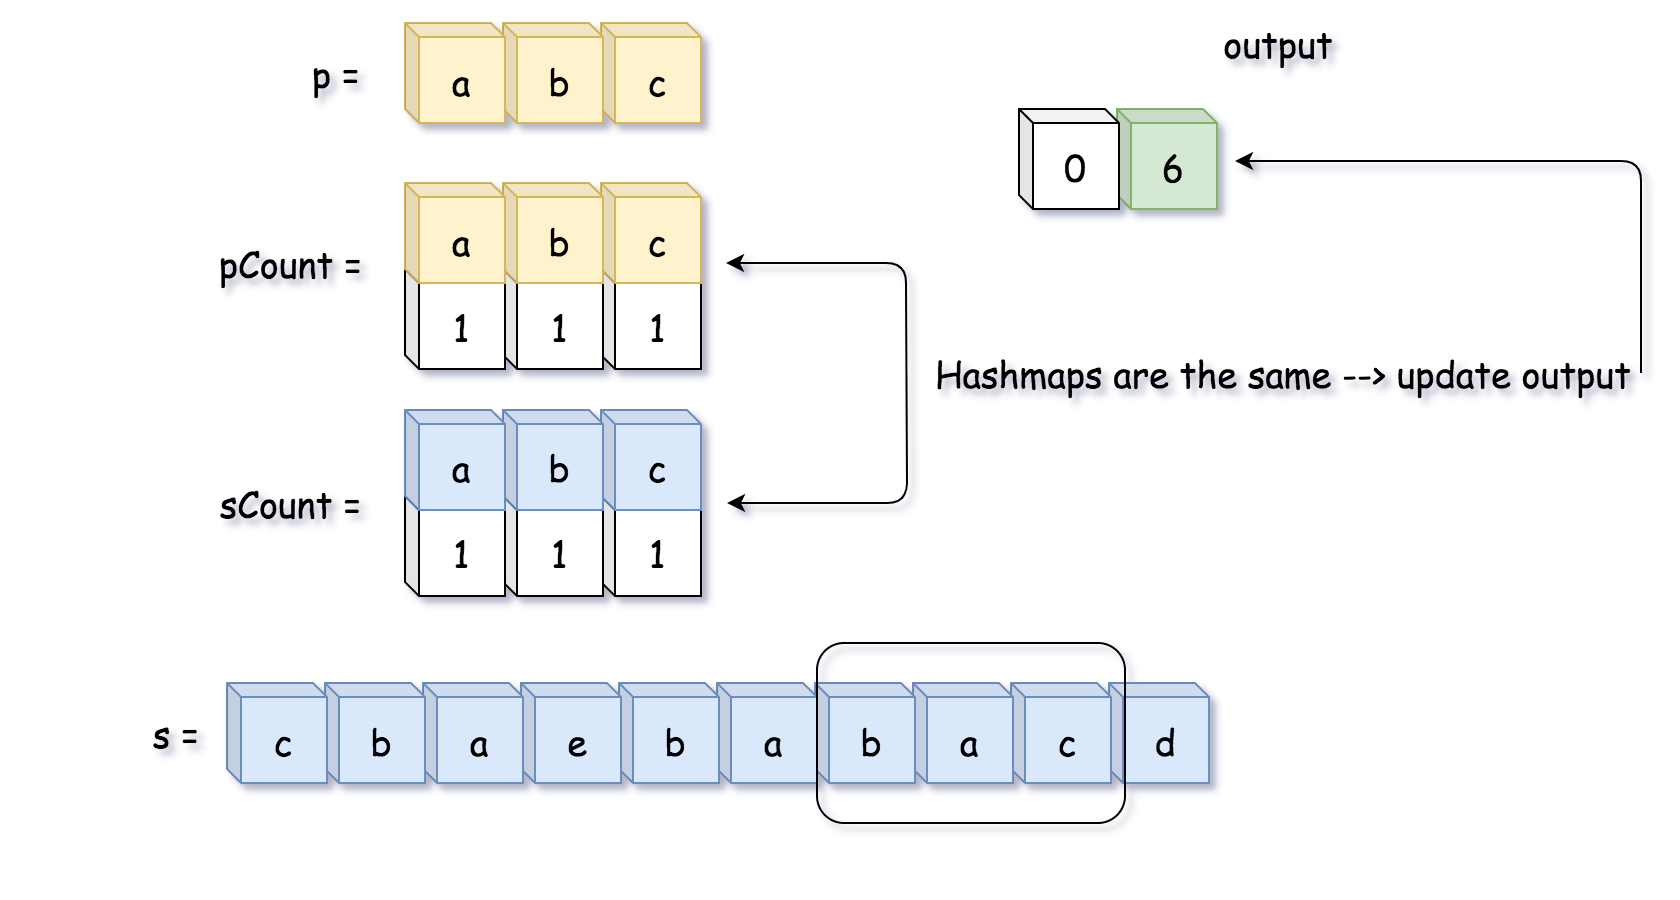 p = a b c
output
0 6
pCount = a b c
1 1 1
Hashmaps are the same --> update output
sCount = a b c
1 1 1
s = c b a e b a b a c d